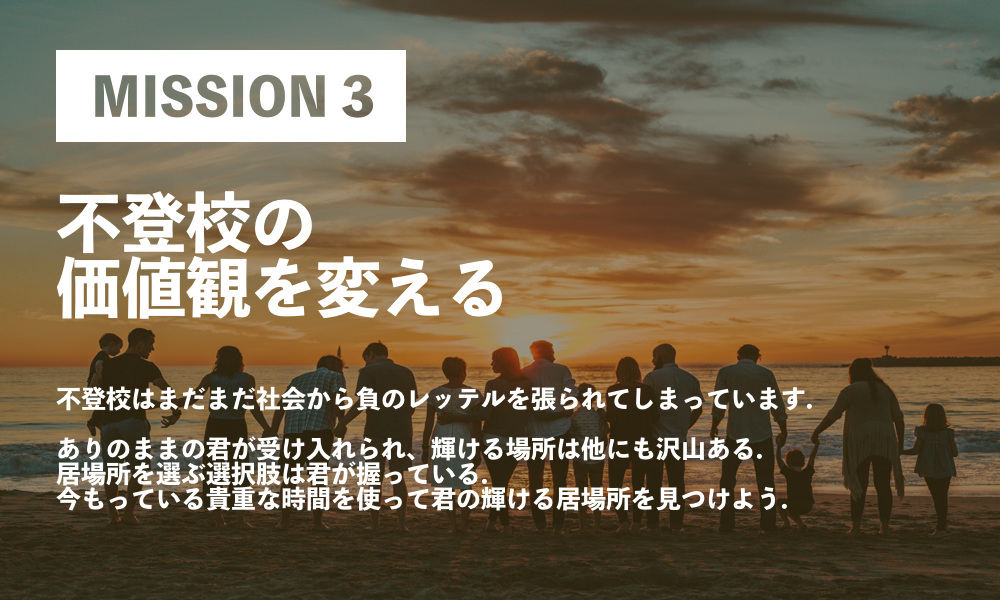 MISSION 3
不登校の
価値観を変える
不登校はまだまだ社会から負のレッテルを張られてしまっています.
ありのままの君が受け入れられ、輝ける場所は他にも沢山ある.
居場所を選ぶ選択肢は君が握っている.
今もっている貴重な時間を使って君の輝ける居場所を見つけよう.